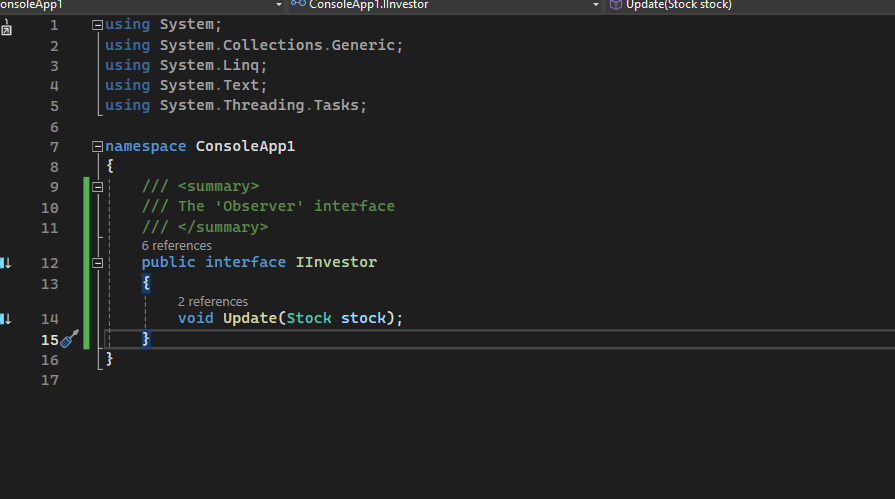 onsoleApp1 ConsoleApp1.IInvestor Update(Stock stock)
1 using System;
2 using System.Collections.Generic;
3 using System.Linq;
4 using System.Text;
5 using System.Threading.Tasks;
6
7 namespace ConsoleApp1
8 {
9 /// <summary>
10 /// The 'Observer' interface
11 /// </summary>
6 references
12 public interface IInvestor
13 {
2 references
14 void Update(Stock stock);
15 }
16 }
17